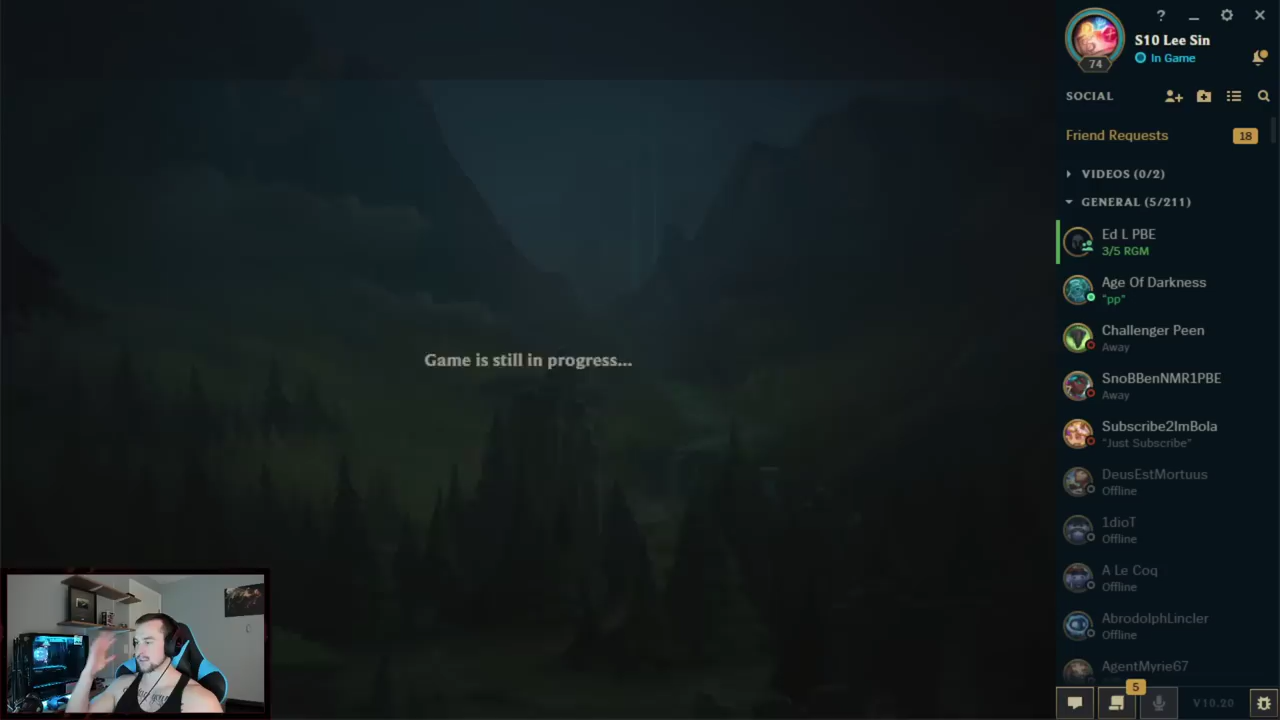 ?
S10 Lee Sin
In Game
74
SOCIAL
Friend Requests
18
VIDEOS (0/2)
GENERAL (5/211)
Ed L PBE
3/5 RGM
Age Of Darkness
"pp"
Challenger Peen
Away
SnoBBenNMR1PBE
Away
Subscribe2ImBola
"Just Subscribe"
DeusEstMortuus
Offline
1dioT
Offline
A Le Coq
Offline
AbrodolphLincler
Offline
AgentMyrie67
Game is still in progress...
5
V10.20